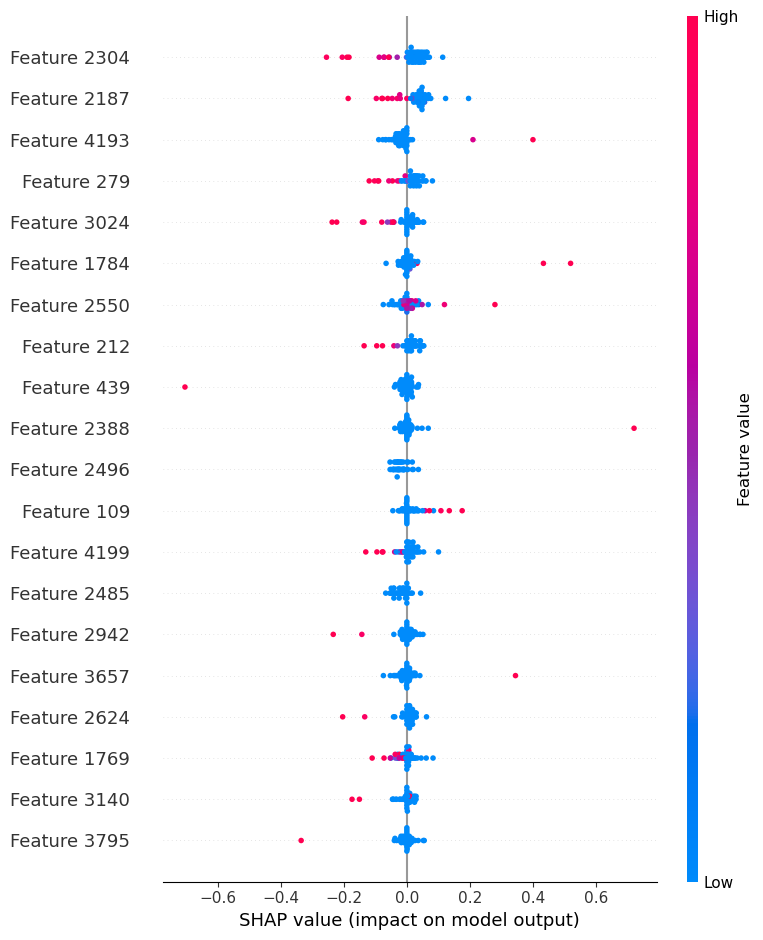 High
Feature 2304
Feature 2187
Feature 4193
Feature 279
Feature 3024
Feature 1784
Feature 2550
Feature 212
Feature 439
Feature 2388
Feature 2496
Feature 109
Feature 4199
Feature 2485
Feature 2942
Feature 3657
Feature 2624
Feature 1769
Feature 3140
Feature 3795
Feature value
Low
−0.6 −0.4 −0.2 0.0 0.2 0.4 0.6
SHAP value (impact on model output)